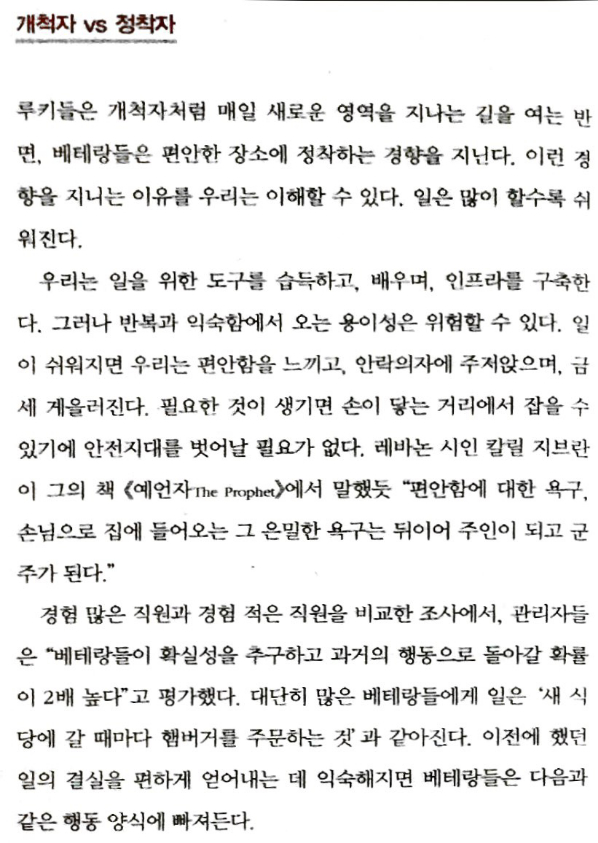 개척자 vs 정착자
루키들은 개척자처럼 매일 새로운 영역을 지나는 길을 여는 반
면, 베테랑들은 편안한 장소에 정착하는 경향을 지닌다. 이런 경
향을 지니는 이유를 우리는 이해할 수 있다. 일은 많이 할수록 쉬
워진다.
우리는 일을 위한 도구를 습득하고, 배우며, 인프라를 구축한
다. 그러나 반복과 익숙함에서 오는 용이성은 위험할 수 있다. 일
이 쉬워지면 우리는 편안함을 느끼고, 안락의자에 주저앉으며, 금
세 게을러진다. 필요한 것이 생기면 손이 닿는 거리에서 잡을 수
있기에 안전지대를 벗어날 필요가 없다. 레바논 시인 칼릴 지브란
이 그의 책 《예언자The Prophet》에서 말했듯 “편안함에 대한 욕구,
손님으로 집에 들어오는 그 은밀한 욕구는 뒤이어 주인이 되고 군
주가 된다.”
경험 많은 직원과 경험 적은 직원을 비교한 조사에서, 관리자들
은 “베테랑들이 확실성을 추구하고 과거의 행동으로 돌아갈 확률
이 2배 높다”고 평가했다. 대단히 많은 베테랑들에게 일은 ‘새 식
당에 갈 때마다 햄버거를 주문하는 것’과 같아진다. 이전에 했던
일의 결실을 편하게 얻어내는 데 익숙해지면 베테랑들은 다음과
같은 행동 양식에 빠져든다.